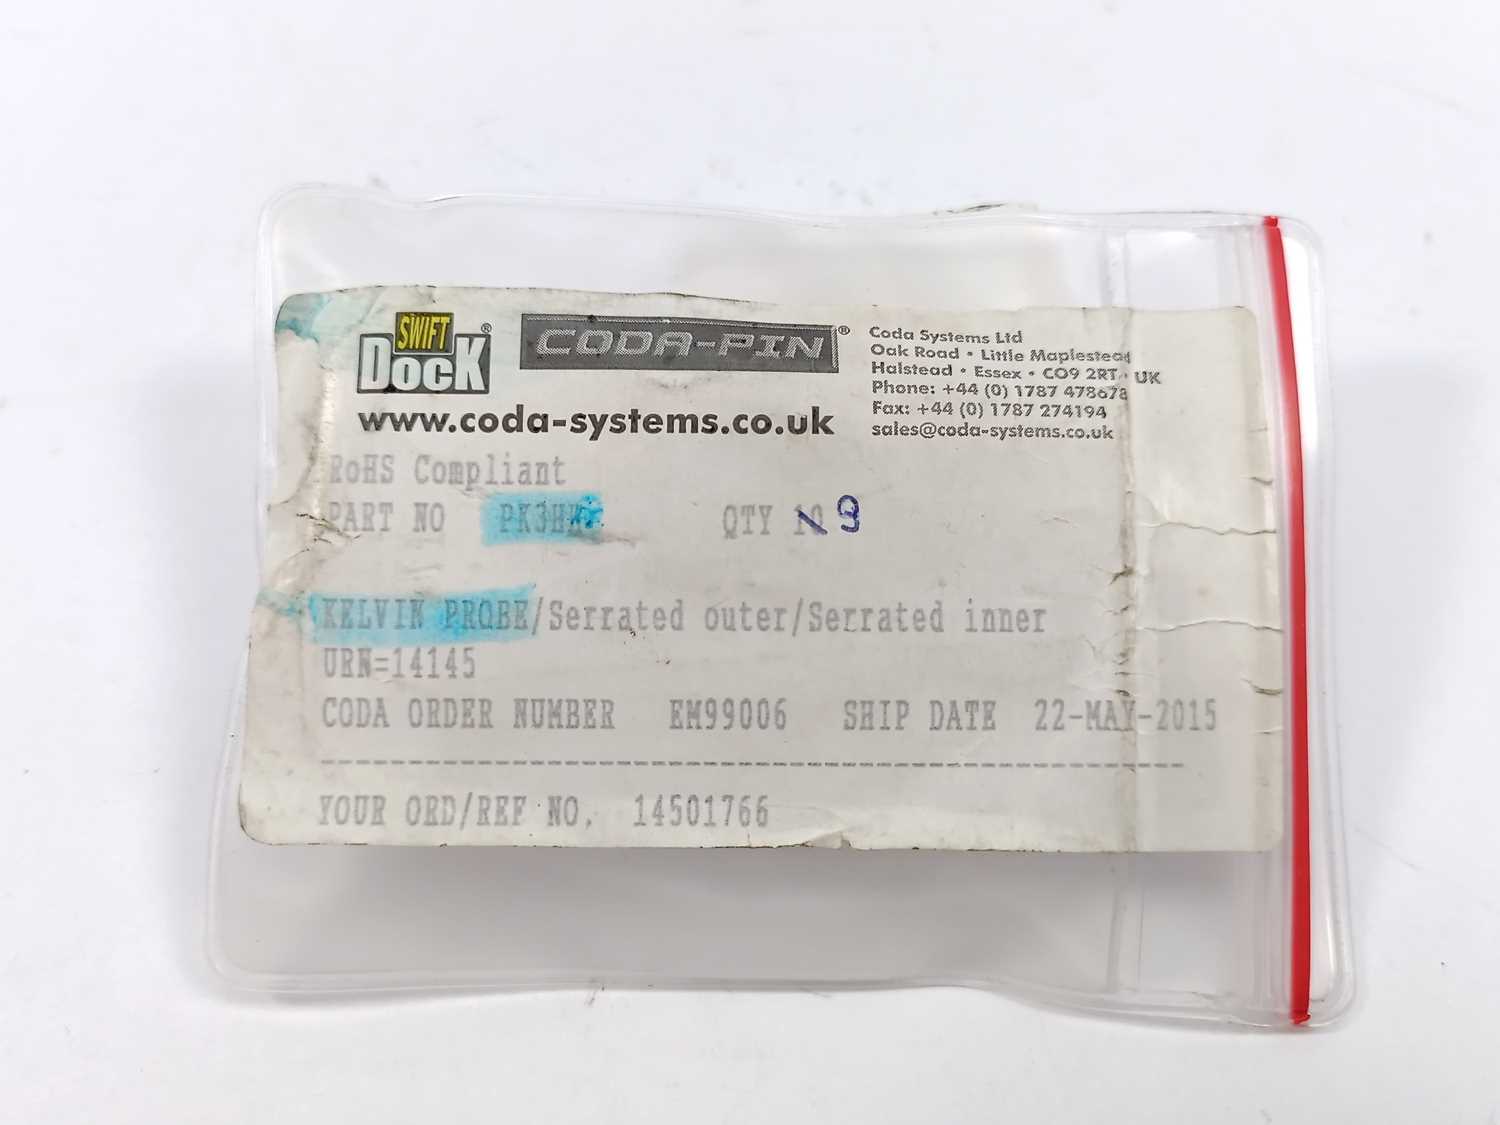 SWIFT
DOCK ® CODA-PIN ®
www.coda-systems.co.uk
Coda Systems Ltd
Oak Road • Little Maplestead
Halstead • Essex • CO9 2RT • UK
Phone: +44 (0) 1787 478678
Fax: +44 (0) 1787 274194
sales@coda-systems.co.uk
RoHS Compliant
PART NO QTY 10 9
KELVIN PROBE/Serrated outer/Serrated inner
URN=14145
CODA ORDER NUMBER EM99006 SHIP DATE 22-MAY-2015
--------------------------------------------------
YOUR ORD/REF NO. 14501766